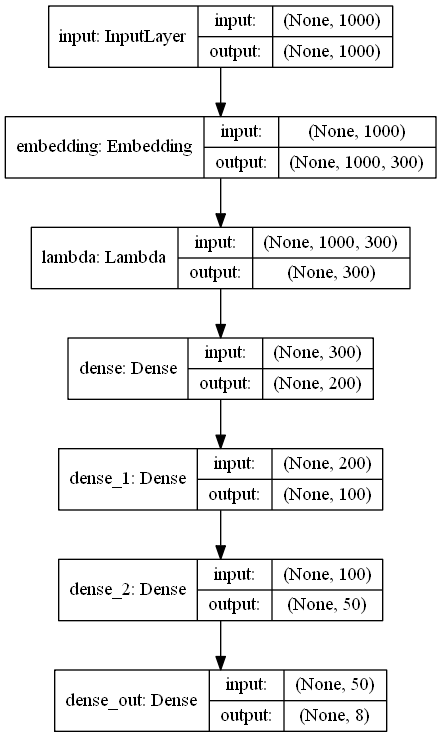 input: InputLayer
input:
(None, 1000)
output:
(None, 1000)
embedding: Embedding
input:
(None, 1000)
output:
(None, 1000, 300)
lambda: Lambda
input:
(None, 1000, 300)
output:
(None, 300)
dense: Dense
input:
(None, 300)
output:
(None, 200)
dense_1: Dense
input:
(None, 200)
output:
(None, 100)
dense_2: Dense
input:
(None, 100)
output:
(None, 50)
dense_out: Dense
input:
(None, 50)
output:
(None, 8)